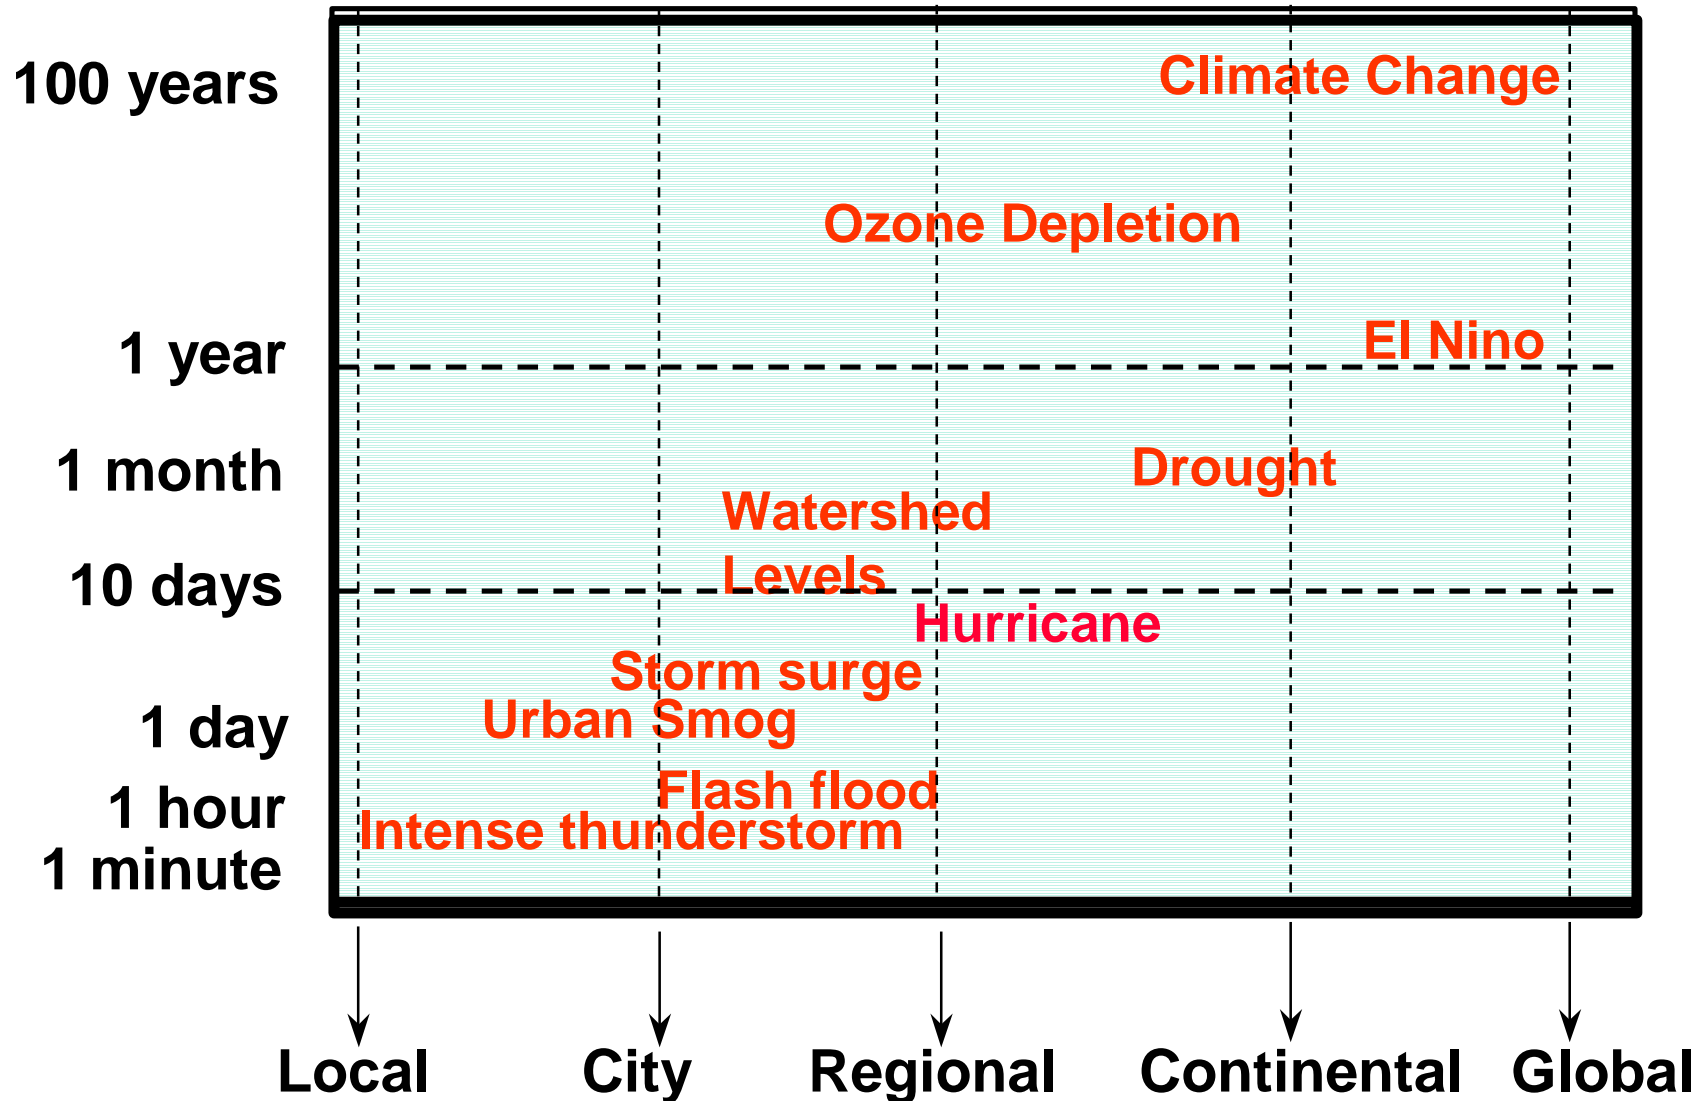 100 years
Climate Change
Ozone Depletion
1 year
El Nino
1 month
Drought
Watershed
Levels
10 days
Hurricane
Storm surge
Urban Smog
1 day
Flash flood
1 hour
Intense thunderstorm
1 minute
Local City Regional Continental Global